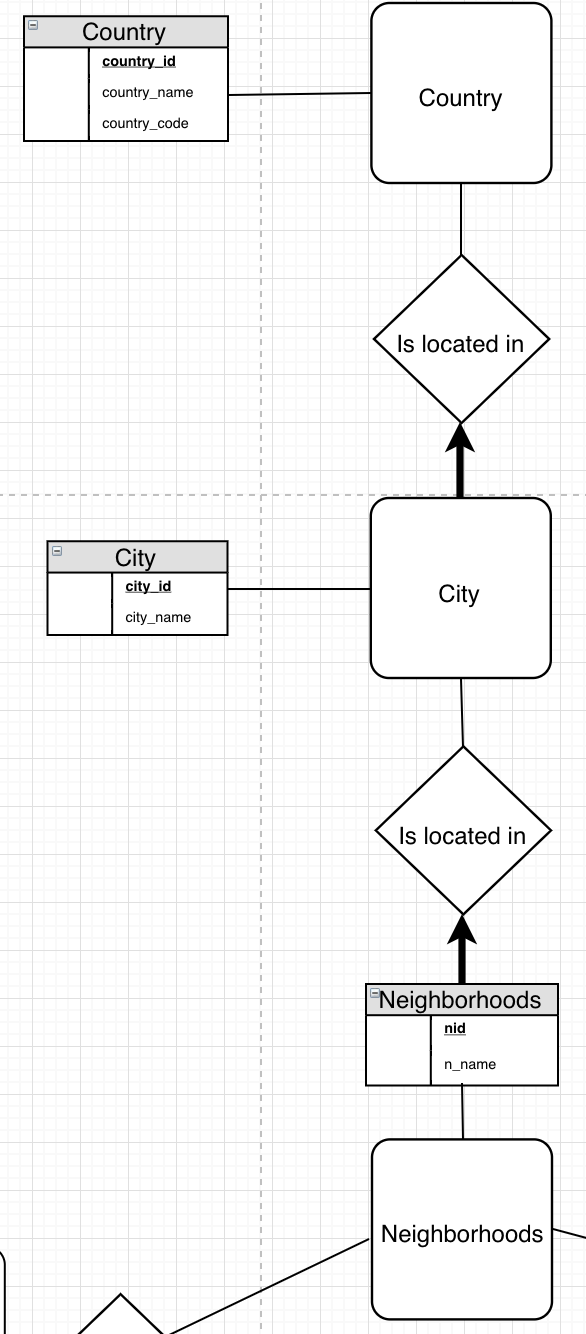 Country
country_id
country_name
country_code
Country
Is located in
City
city_id
city_name
City
Is located in
Neighborhoods
nid
n_name
Neighborhoods